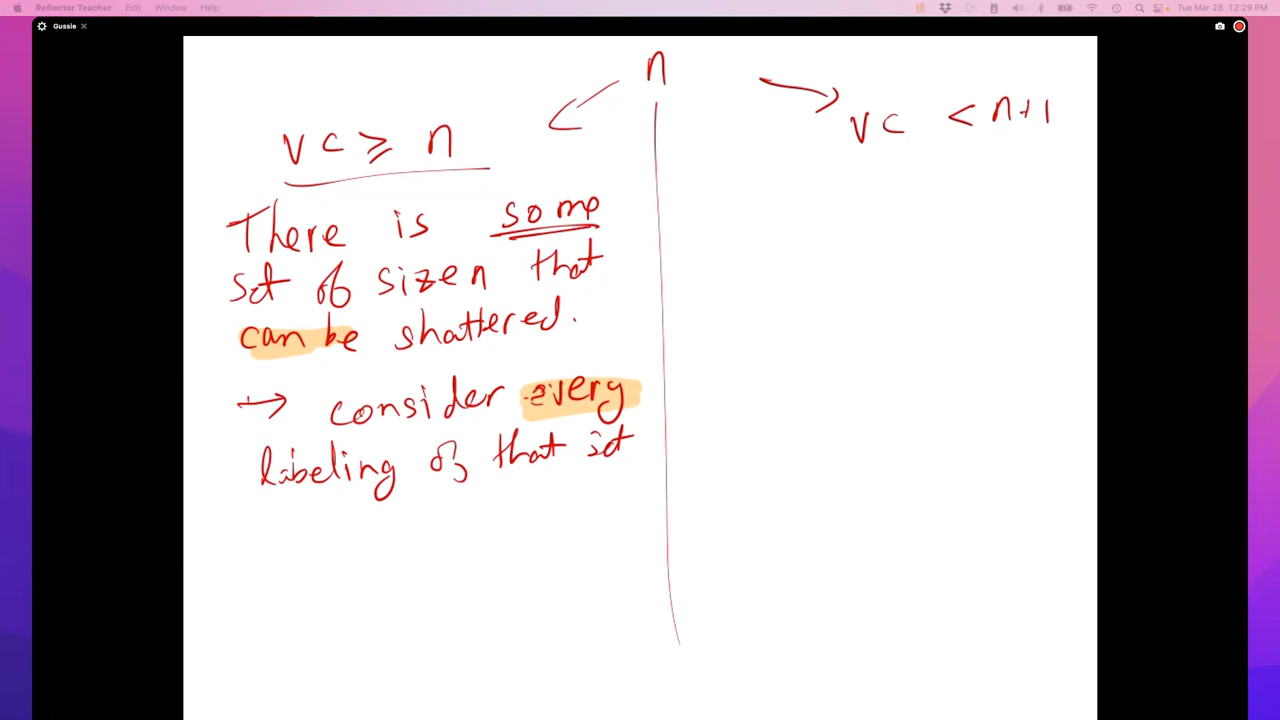 Reflector Teacher Edit Window Help Tue Mar 28 12:29 PM
Gussie
n
VC ≥ n
VC < n+1
There is some
set of size n that
can be shattered.
→ consider every
labeling of that set